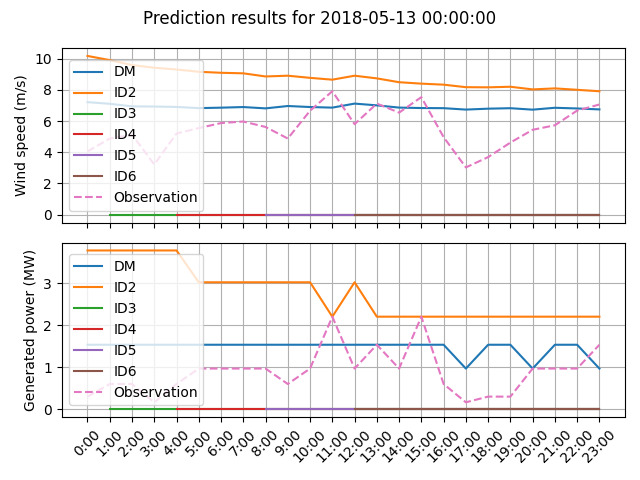 Prediction results for 2018-05-13 00:00:00
Wind speed (m/s)
10
8
6
4
2
0
DM
ID2
ID3
ID4
ID5
ID6
Observation
Generated power (MW)
3
2
1
0
DM
ID2
ID3
ID4
ID5
ID6
Observation
0:00
1:00
2:00
3:00
4:00
5:00
6:00
7:00
8:00
9:00
10:00
11:00
12:00
13:00
14:00
15:00
16:00
17:00
18:00
19:00
20:00
21:00
22:00
23:00